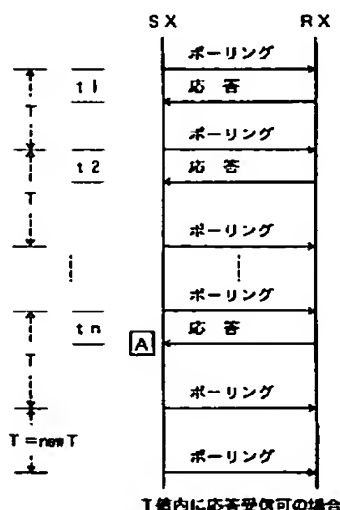 SX RX
ポーリング
t1 応答
T
ポーリング
t2 応答
T
ポーリング
ポーリング
tn 応答
A
T
ポーリング
T=newT
ポーリング
T値内に応答受信可の場合